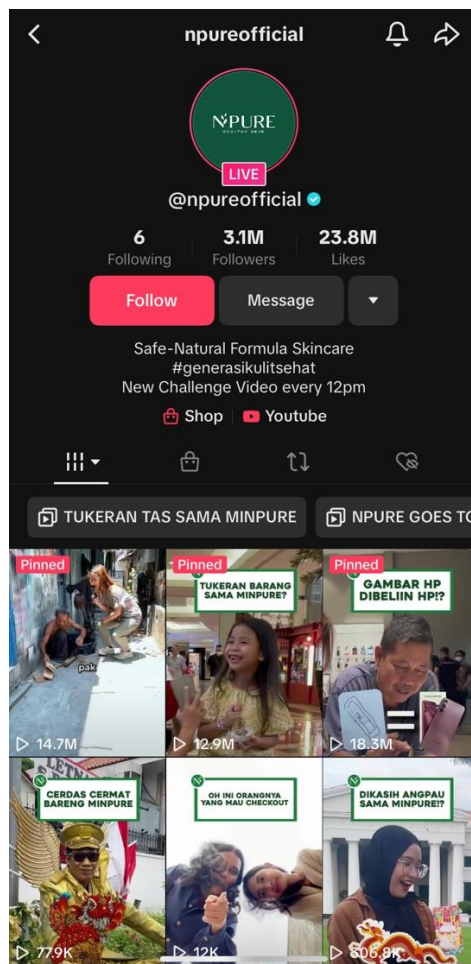 npureofficial
N'PURE
HEALTHY SKIN
LIVE
@npureofficial
6 3.1M 23.8M
Following Followers Likes
Follow Message
Safe-Natural Formula Skincare
#generasikulitsehat
New Challenge Video every 12pm
Shop Youtube
TUKERAN TAS SAMA MINPURE NPURE GOES TO
Pinned Pinned Pinned
TUKERAN BARANG
SAMA MINPURE?
GAMBAR HP
DIBELIIN HP!?
pak
14.7M 12.9M 18.3M
CERDAS CERMAT
BARENG MINPURE
OH INI ORANGNYA
YANG MAU CHECKOUT
DIKASIH ANGPAU
SAMA MINPURE!?
77.9K 12K 606.8K